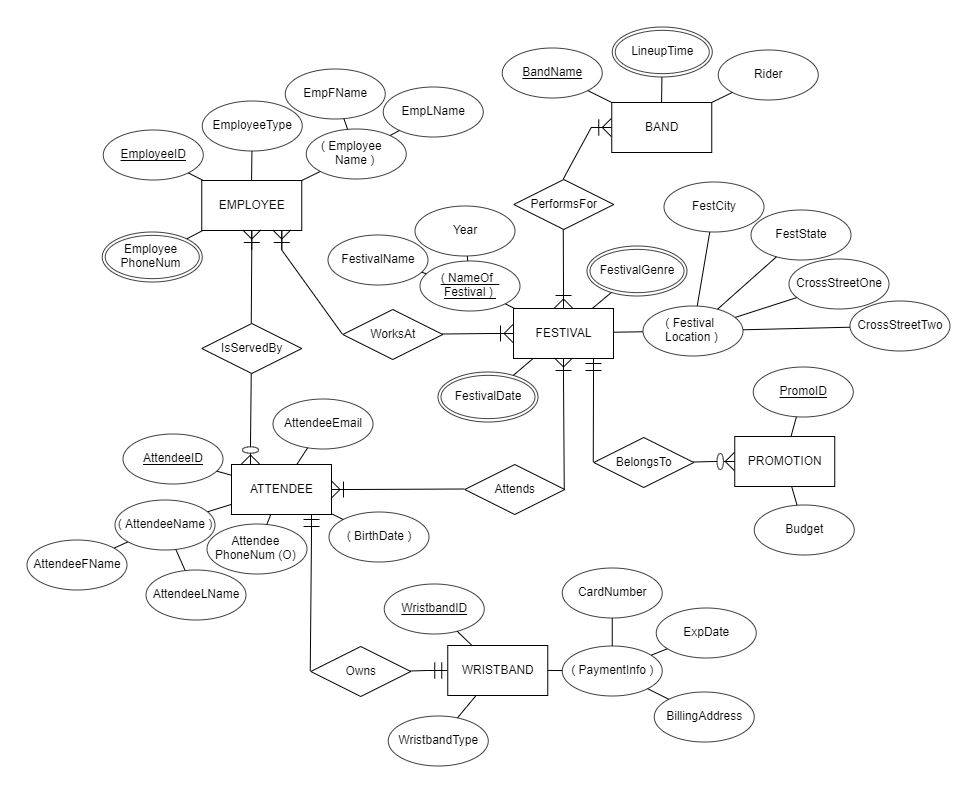 LineupTime
BandName
Rider
EmpFName
EmpLName
EmployeeType
BAND
( Employee
Name )
EmployeeID
EMPLOYEE
PerformsFor
FestCity
Year
FestState
Employee
PhoneNum
FestivalName
FestivalGenre
( NameOf
Festival )
CrossStreetOne
CrossStreetTwo
WorksAt
FESTIVAL
( Festival
Location )
IsServedBy
FestivalDate
PromoID
AttendeeEmail
AttendeeID
BelongsTo
PROMOTION
ATTENDEE
Attends
( AttendeeName )
Budget
Attendee
PhoneNum (O)
( BirthDate )
AttendeeFName
AttendeeLName
CardNumber
WristbandID
ExpDate
Owns
WRISTBAND
( PaymentInfo )
BillingAddress
WristbandType